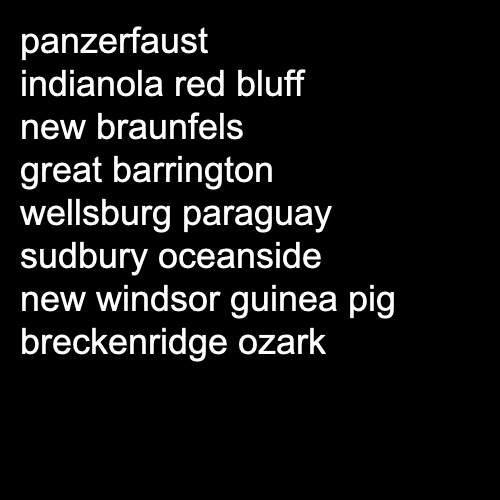 panzerfaust
indianola red bluff
new braunfels
great barrington
wellsburg paraguay
sudbury oceanside
new windsor guinea pig
breckenridge ozark